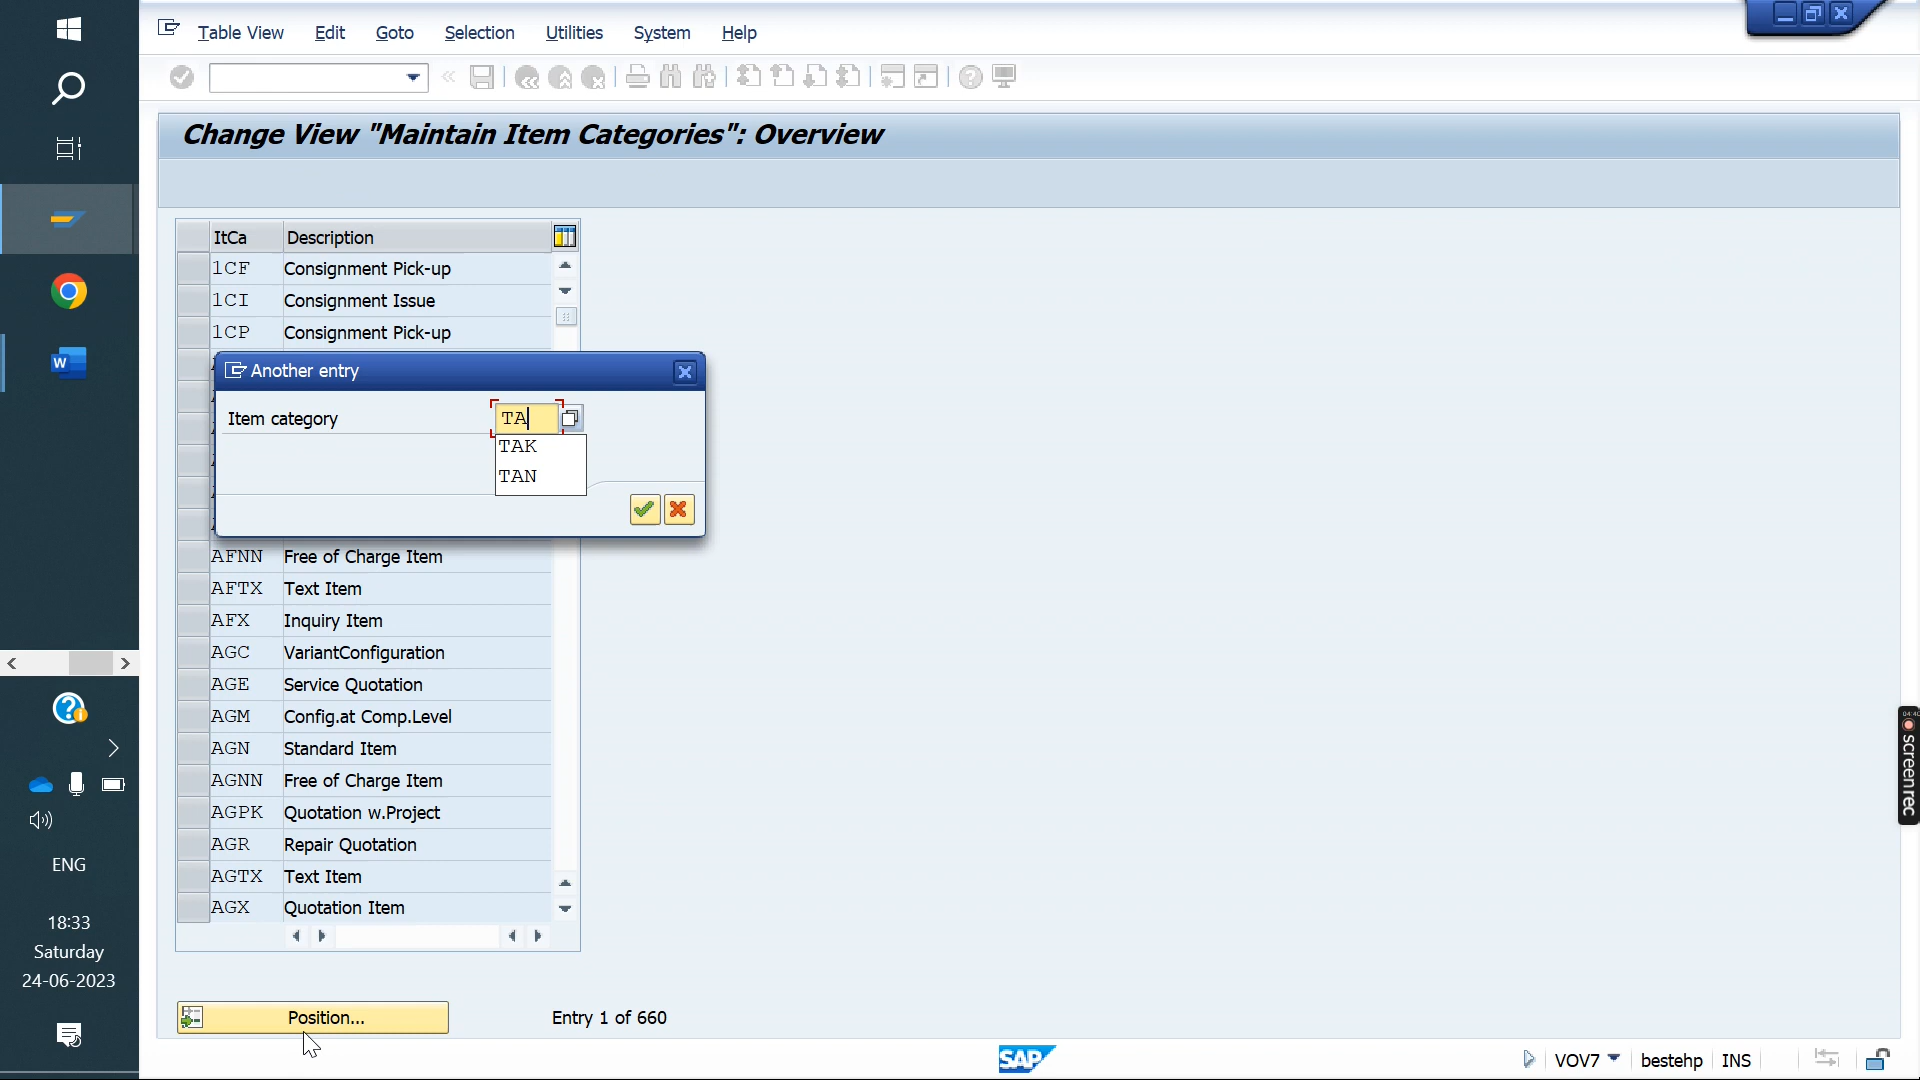 Table View Edit Goto Selection Utilities System Help
Change View "Maintain Item Categories": Overview
ItCa Description
1CF Consignment Pick-up
1CI Consignment Issue
1CP Consignment Pick-up
Another entry
Item category TA
TAK
TAN
AFNN Free of Charge Item
AFTX Text Item
AFX Inquiry Item
AGC VariantConfiguration
AGE Service Quotation
AGM Config.at Comp.Level
AGN Standard Item
AGNN Free of Charge Item
AGPK Quotation w.Project
AGR Repair Quotation
AGTX Text Item
AGX Quotation Item
Position... Entry 1 of 660
SAP VOV7 bestehp INS
W
ENG
18:33
Saturday
24-06-2023
screenrec